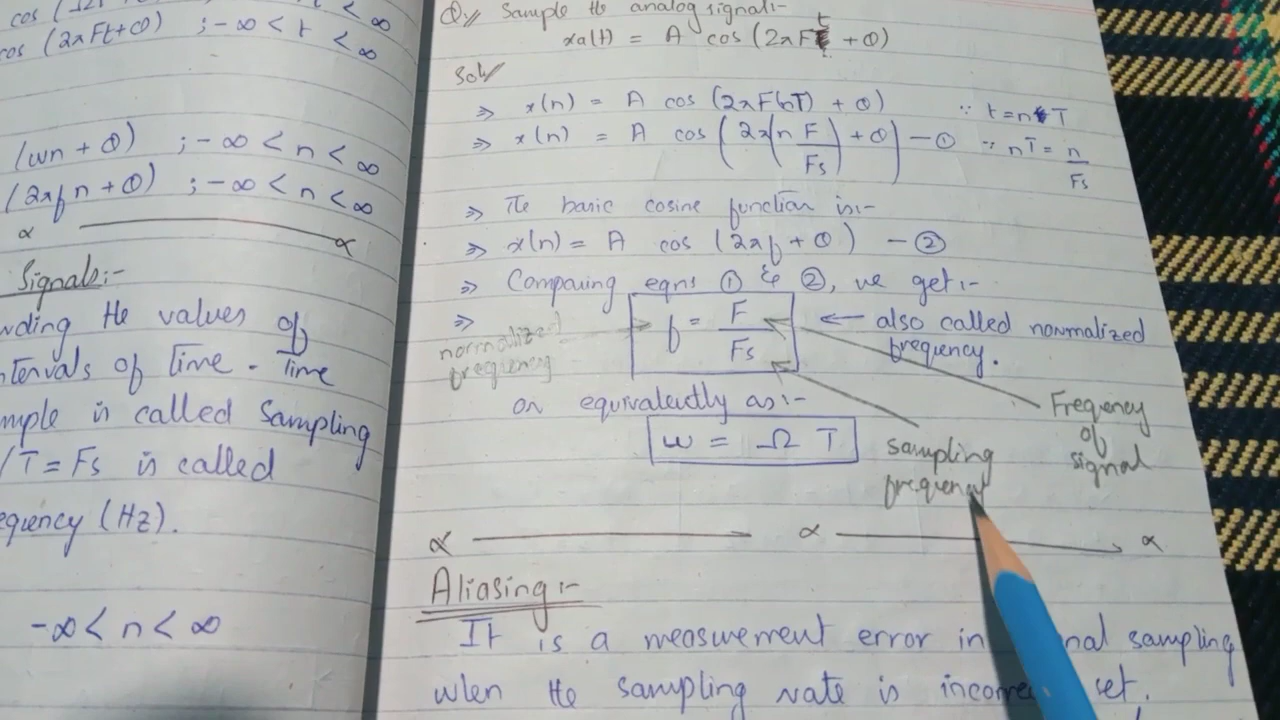 cos (
< ∞
cos (2πFt+θ) ; -∞ < t < ∞
(ωn + θ) ; -∞ < n < ∞
(2πfn + θ) ; -∞ < n < ∞
α α
Signals:-
the values of
of Time. Time
is called Sampling
/T = Fs is called
(Hz).
-∞ < n < ∞
Q// Sample the analog signal:-
xa(t) = A cos (2πFt + θ)
Sol//
⇒ x(n) = A cos (2πF(nT) + θ) ∵ t = nT
⇒ x(n) = A cos (2π(n F/Fs) + θ) - ① ∵ nT = n/Fs
⇒ The basic cosine function is:-
⇒ x(n) = A cos (2πf + θ) - ②
⇒ Comparing eqns ① & ②, we get:-
⇒ f = F/Fs ← also called normalized
frequency.
normalized
frequency
or equivalently as:-
ω = Ω T
Frequency
of
signal
sampling
frequency
α α α
Aliasing:-
It is a measurement error in sampling
when the sampling rate is set.